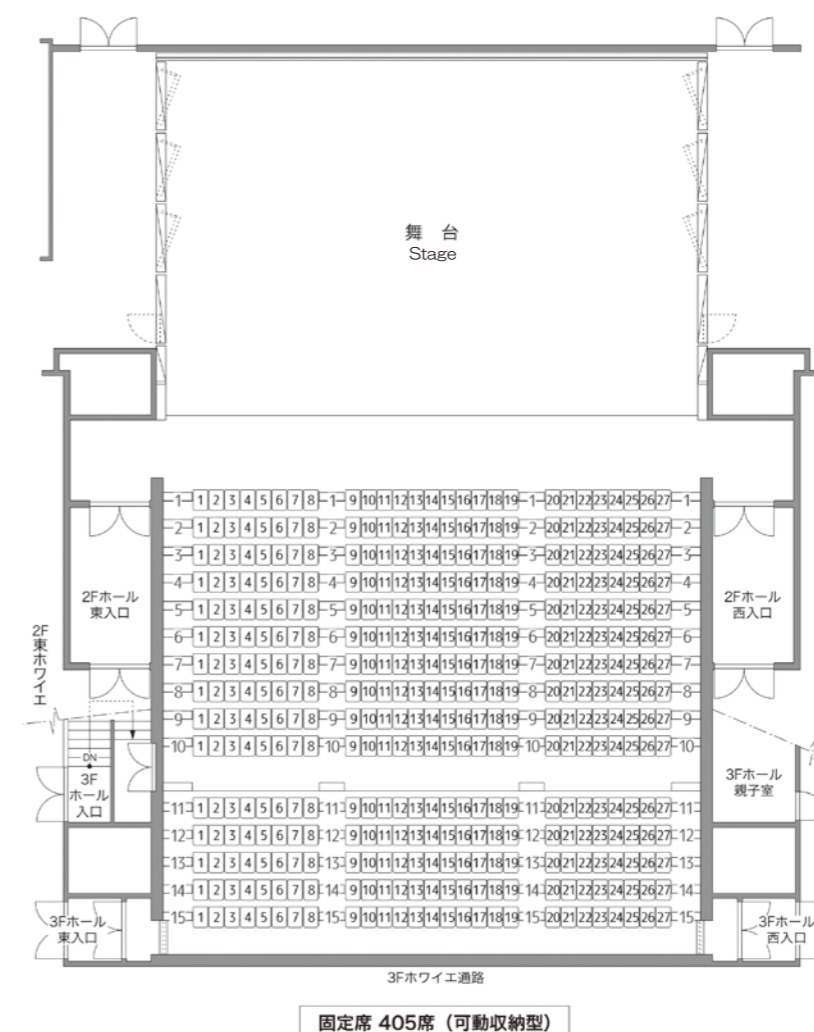 舞 台
Stage
1 1 2 3 4 5 6 7 8 1 9 10 11 12 13 14 15 16 17 18 19 1 20 21 22 23 24 25 26 27 1
2 1 2 3 4 5 6 7 8 2 9 10 11 12 13 14 15 16 17 18 19 2 20 21 22 23 24 25 26 27 2
3 1 2 3 4 5 6 7 8 3 9 10 11 12 13 14 15 16 17 18 19 3 20 21 22 23 24 25 26 27 3
4 1 2 3 4 5 6 7 8 4 9 10 11 12 13 14 15 16 17 18 19 4 20 21 22 23 24 25 26 27 4
5 1 2 3 4 5 6 7 8 5 9 10 11 12 13 14 15 16 17 18 19 5 20 21 22 23 24 25 26 27 5
6 1 2 3 4 5 6 7 8 6 9 10 11 12 13 14 15 16 17 18 19 6 20 21 22 23 24 25 26 27 6
7 1 2 3 4 5 6 7 8 7 9 10 11 12 13 14 15 16 17 18 19 7 20 21 22 23 24 25 26 27 7
8 1 2 3 4 5 6 7 8 8 9 10 11 12 13 14 15 16 17 18 19 8 20 21 22 23 24 25 26 27 8
9 1 2 3 4 5 6 7 8 9 9 10 11 12 13 14 15 16 17 18 19 9 20 21 22 23 24 25 26 27 9
10 1 2 3 4 5 6 7 8 10 9 10 11 12 13 14 15 16 17 18 19 10 20 21 22 23 24 25 26 27 10
11 1 2 3 4 5 6 7 8 11 9 10 11 12 13 14 15 16 17 18 19 11 20 21 22 23 24 25 26 27 11
12 1 2 3 4 5 6 7 8 12 9 10 11 12 13 14 15 16 17 18 19 12 20 21 22 23 24 25 26 27 12
13 1 2 3 4 5 6 7 8 13 9 10 11 12 13 14 15 16 17 18 19 13 20 21 22 23 24 25 26 27 13
14 1 2 3 4 5 6 7 8 14 9 10 11 12 13 14 15 16 17 18 19 14 20 21 22 23 24 25 26 27 14
15 1 2 3 4 5 6 7 8 15 9 10 11 12 13 14 15 16 17 18 19 15 20 21 22 23 24 25 26 27 15
2Fホール
東入口
2Fホール
西入口
2F東ホワイエ
DN
3F
ホール
入口
3Fホール
親子室
3Fホール
東入口
3Fホール
西入口
3Fホワイエ通路
固定席 405席（可動収納型）